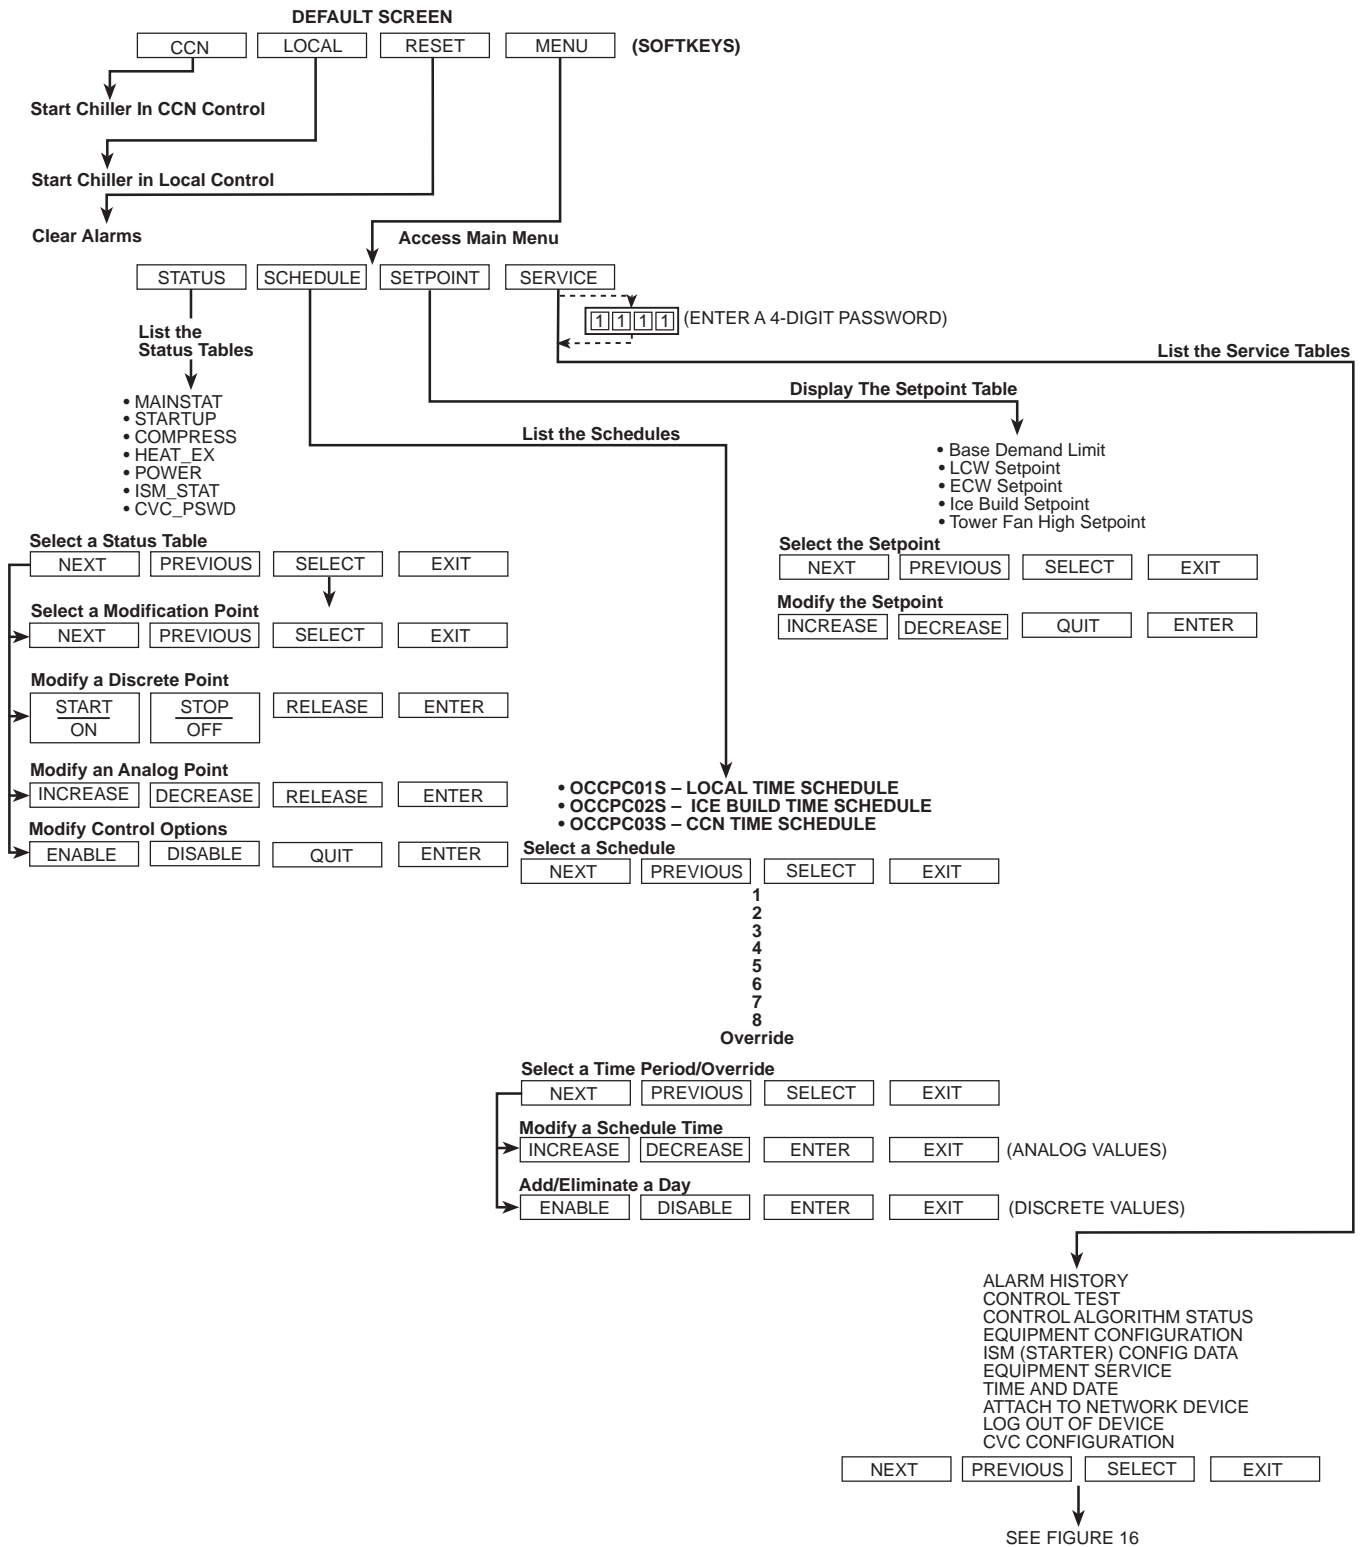 DEFAULT SCREEN
CCN LOCAL RESET MENU (SOFTKEYS)
Start Chiller In CCN Control
Start Chiller in Local Control
Clear Alarms
Access Main Menu
STATUS SCHEDULE SETPOINT SERVICE
1 1 1 1 (ENTER A 4-DIGIT PASSWORD)
List the
Status Tables
List the Service Tables
Display The Setpoint Table
List the Schedules
• MAINSTAT
• STARTUP
• COMPRESS
• HEAT_EX
• POWER
• ISM_STAT
• CVC_PSWD
• Base Demand Limit
• LCW Setpoint
• ECW Setpoint
• Ice Build Setpoint
• Tower Fan High Setpoint
Select a Status Table
NEXT PREVIOUS SELECT EXIT
Select the Setpoint
NEXT PREVIOUS SELECT EXIT
Select a Modification Point
NEXT PREVIOUS SELECT EXIT
Modify the Setpoint
INCREASE DECREASE QUIT ENTER
Modify a Discrete Point
START STOP RELEASE ENTER
ON OFF
Modify an Analog Point
INCREASE DECREASE RELEASE ENTER
Modify Control Options
ENABLE DISABLE QUIT ENTER
• OCCPC01S – LOCAL TIME SCHEDULE
• OCCPC02S – ICE BUILD TIME SCHEDULE
• OCCPC03S – CCN TIME SCHEDULE
Select a Schedule
NEXT PREVIOUS SELECT EXIT
1
2
3
4
5
6
7
8
Override
Select a Time Period/Override
NEXT PREVIOUS SELECT EXIT
Modify a Schedule Time
INCREASE DECREASE ENTER EXIT (ANALOG VALUES)
Add/Eliminate a Day
ENABLE DISABLE ENTER EXIT (DISCRETE VALUES)
ALARM HISTORY
CONTROL TEST
CONTROL ALGORITHM STATUS
EQUIPMENT CONFIGURATION
ISM (STARTER) CONFIG DATA
EQUIPMENT SERVICE
TIME AND DATE
ATTACH TO NETWORK DEVICE
LOG OUT OF DEVICE
CVC CONFIGURATION
NEXT PREVIOUS SELECT EXIT
SEE FIGURE 16